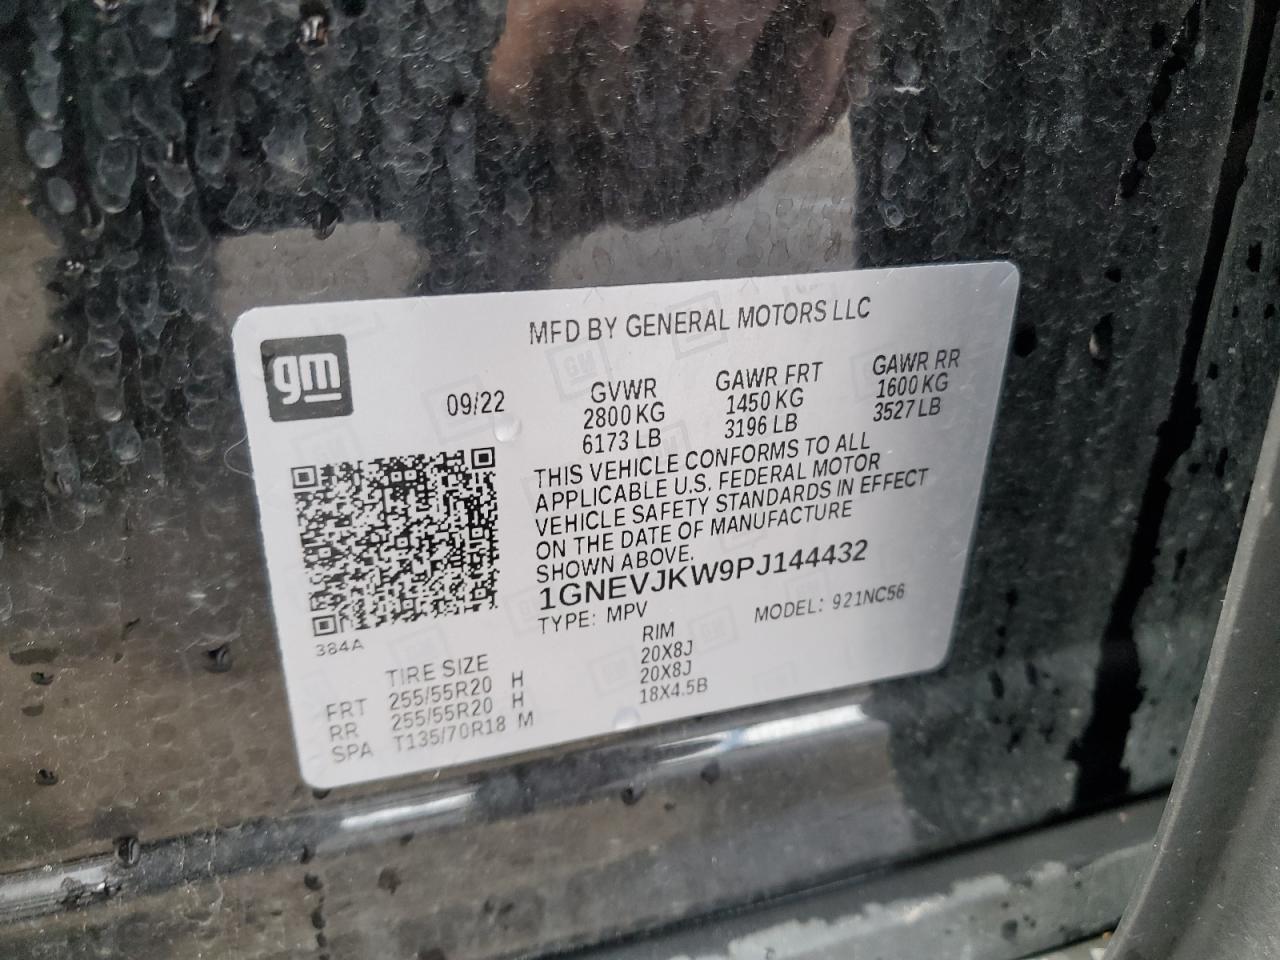 MFD BY GENERAL MOTORS LLC
gm
09/22
GVWR
2800 KG
6173 LB
GAWR FRT
1450 KG
3196 LB
GAWR RR
1600 KG
3527 LB
THIS VEHICLE CONFORMS TO ALL
APPLICABLE U.S. FEDERAL MOTOR
VEHICLE SAFETY STANDARDS IN EFFECT
ON THE DATE OF MANUFACTURE
SHOWN ABOVE.
1GNEVJKW9PJ144432
TYPE: MPV MODEL: 921NC56
384A
TIRE SIZE RIM
FRT 255/55R20 H 20X8J
RR 255/55R20 H 20X8J
SPA T135/70R18 M 18X4.5B